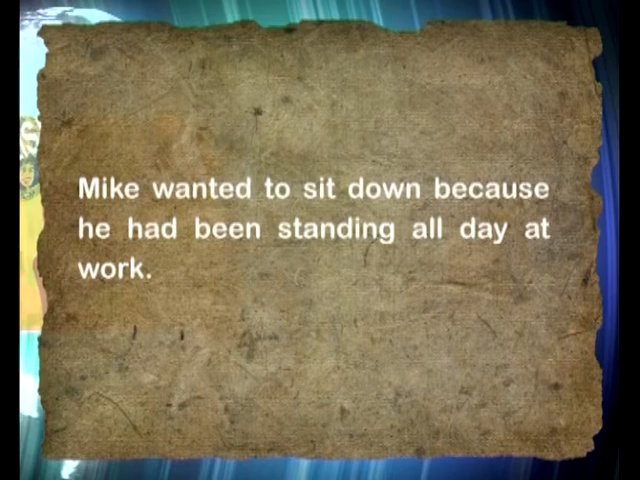 Mike wanted to sit down because
he had been standing all day at
work.